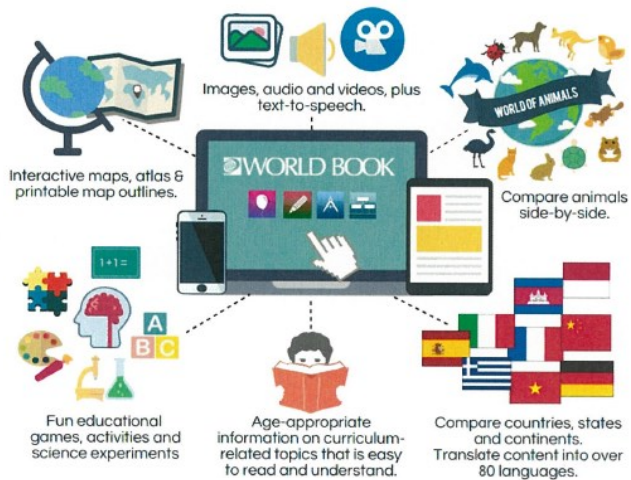 Images, audio and videos, plus
text-to-speech.
WORLD OF ANIMALS
Interactive maps, atlas &
printable map outlines.
WORLD BOOK
Compare animals
side-by-side.
1+1=
A
B C
Fun educational
games, activities and
science experiments
Age-appropriate
information on curriculum-
related topics that is easy
to read and understand.
Compare countries, states
and continents.
Translate content into over
80 languages.